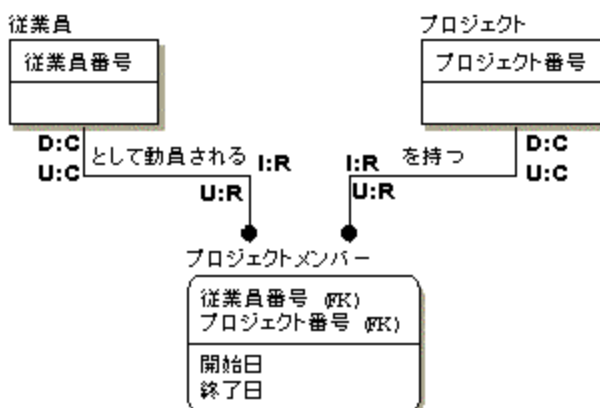 従業員
プロジェクト
従業員番号
プロジェクト番号
D:C
U:C
として動員される
I:R
U:R
I:R
U:R
を持つ
D:C
U:C
プロジェクトメンバー
従業員番号 (FK)
プロジェクト番号 (FK)
開始日
終了日